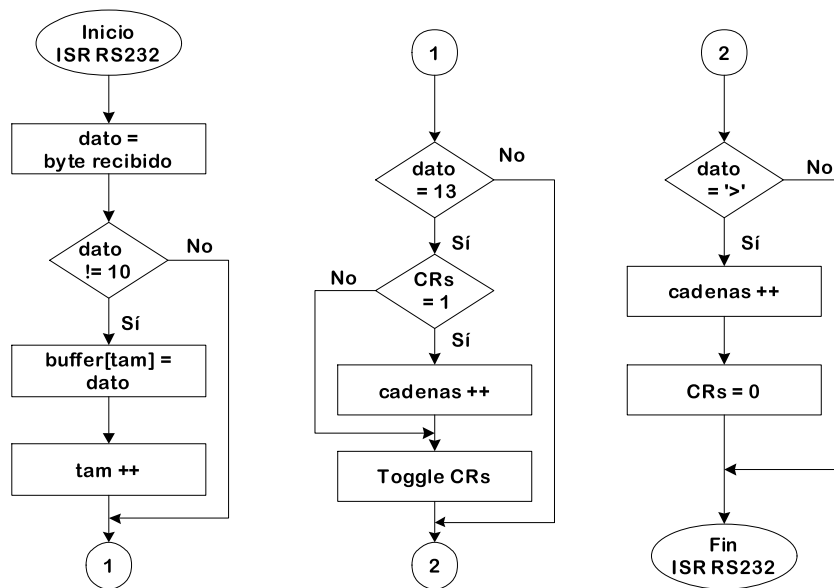 Inicio
ISR RS232
dato =
byte recibido
dato
!= 10
No
Sí
buffer[tam] =
dato
tam ++
1
1
dato
= 13
No
Sí
CRs
= 1
No
Sí
cadenas ++
Toggle CRs
2
2
dato
= '>'
No
Sí
cadenas ++
CRs = 0
Fin
ISR RS232